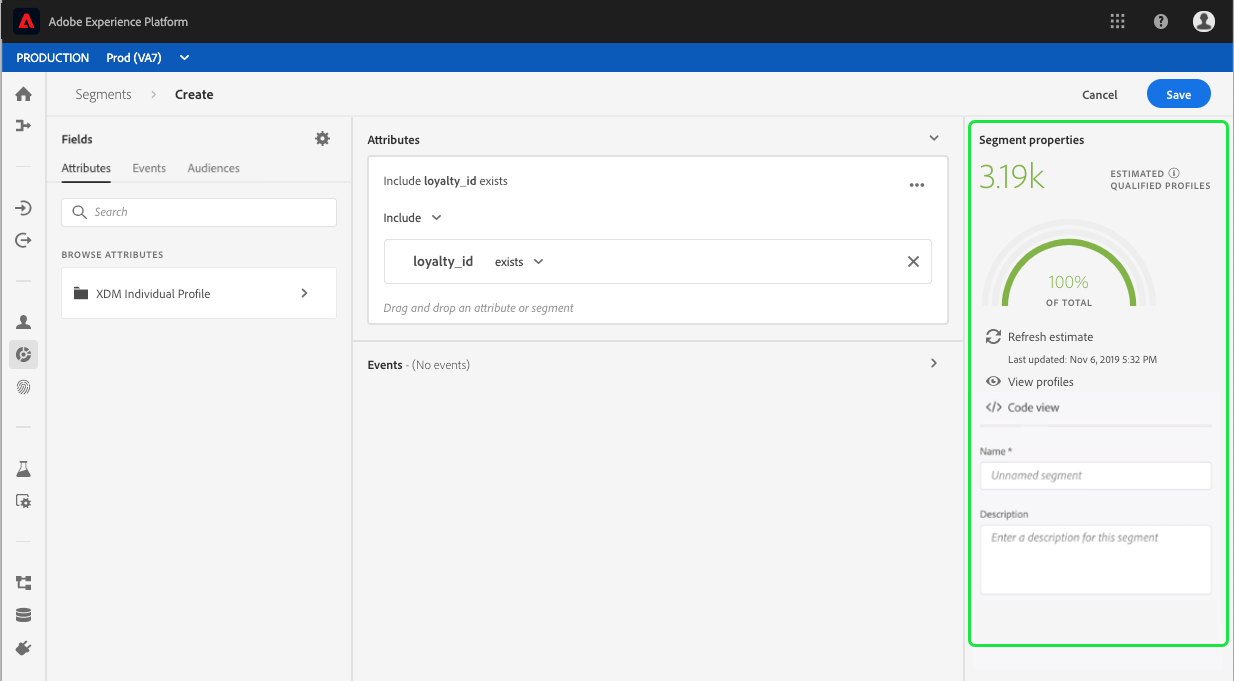 Adobe Experience Platform
PRODUCTION Prod (VA7)
Segments > Create
Cancel
Save
Fields
Attributes Events Audiences
Search
BROWSE ATTRIBUTES
XDM Individual Profile
Attributes
Include loyalty_id exists
Include
loyalty_id exists
Drag and drop an attribute or segment
Events - (No events)
Segment properties
3.19k
ESTIMATED
QUALIFIED PROFILES
100%
OF TOTAL
Refresh estimate
Last updated: Nov 6, 2019 5:32 PM
View profiles
</> Code view
Name *
Unnamed segment
Description
Enter a description for this segment